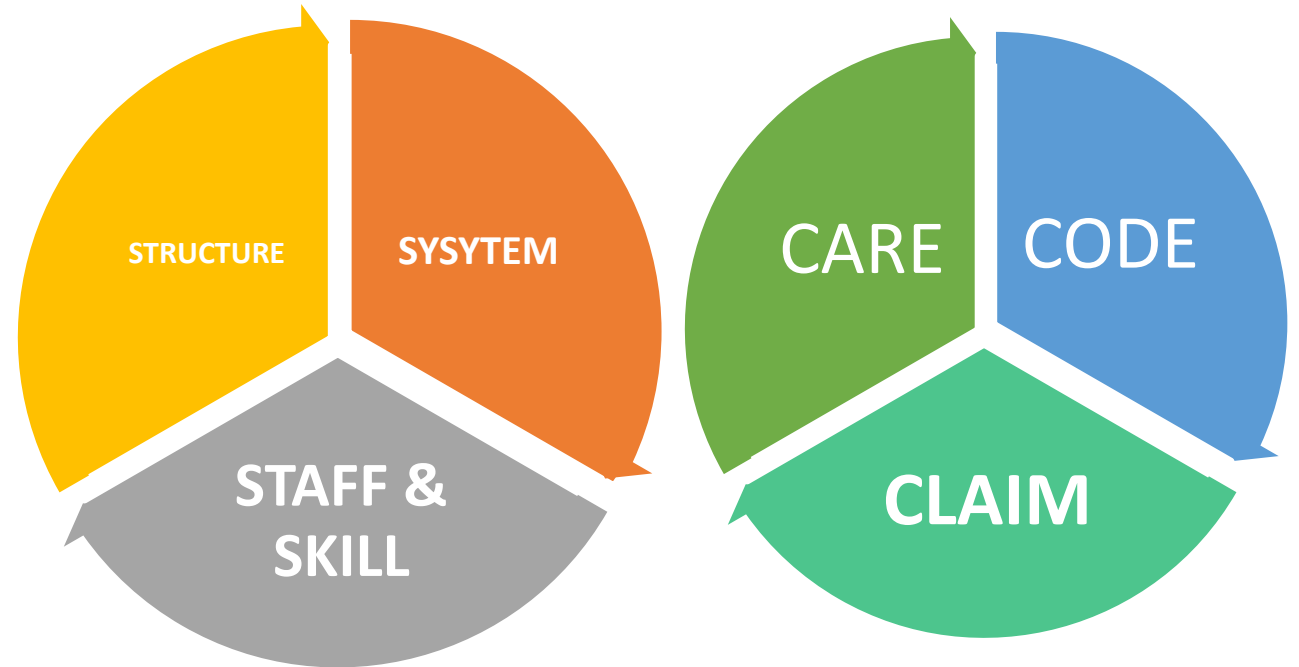 STRUCTURE
SYSYTEM
STAFF &
SKILL
CARE
CODE
CLAIM